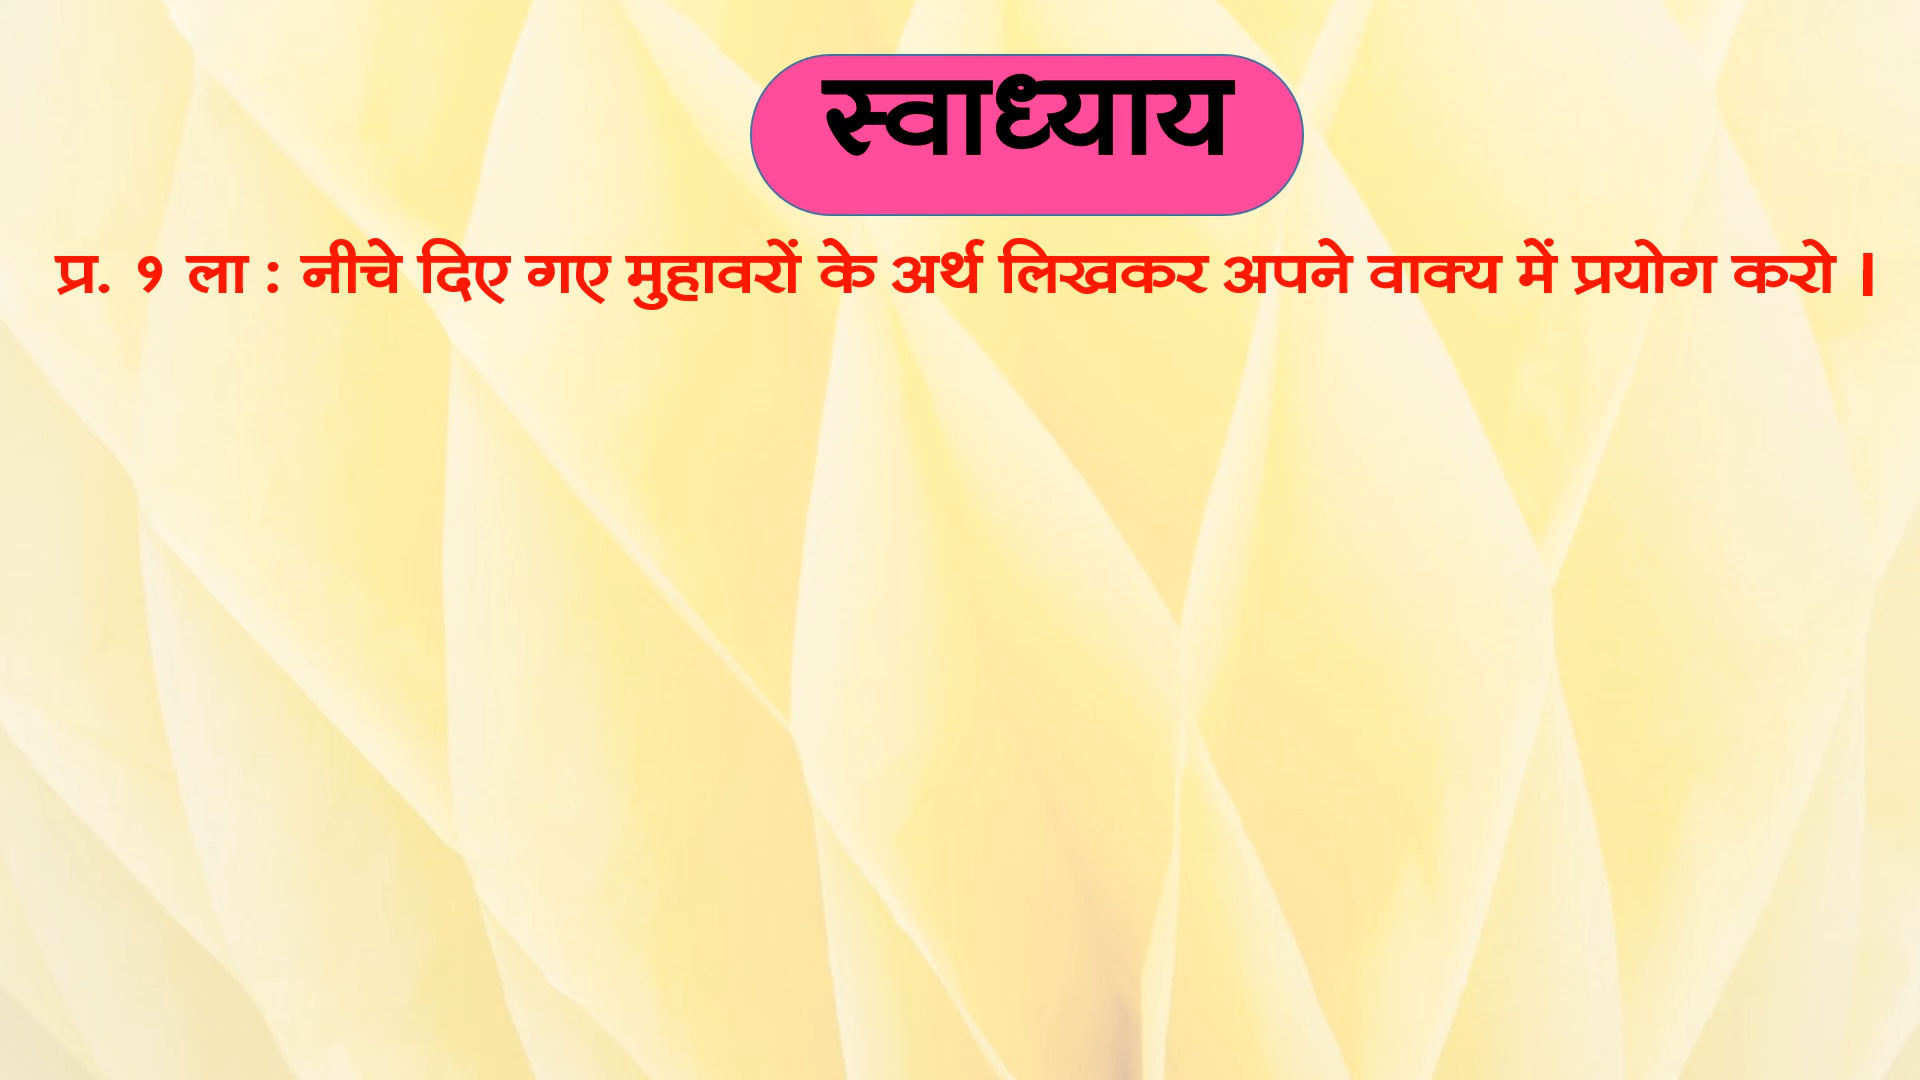 स्वाध्याय
प्र. १ ला : नीचे दिए गए मुहावरों के अर्थ लिखकर अपने वाक्य में प्रयोग करो ।